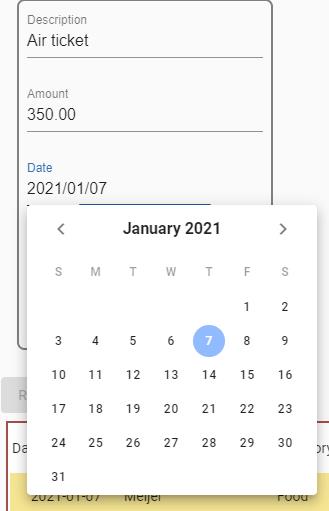 Description
Air ticket
Amount
350.00
Date
2021/01/07
January 2021
S M T W T F S
1 2
3 4 5 6 7 8 9
10 11 12 13 14 15 16
17 18 19 20 21 22 23
24 25 26 27 28 29 30
31
2021-01-07 Meijer Food